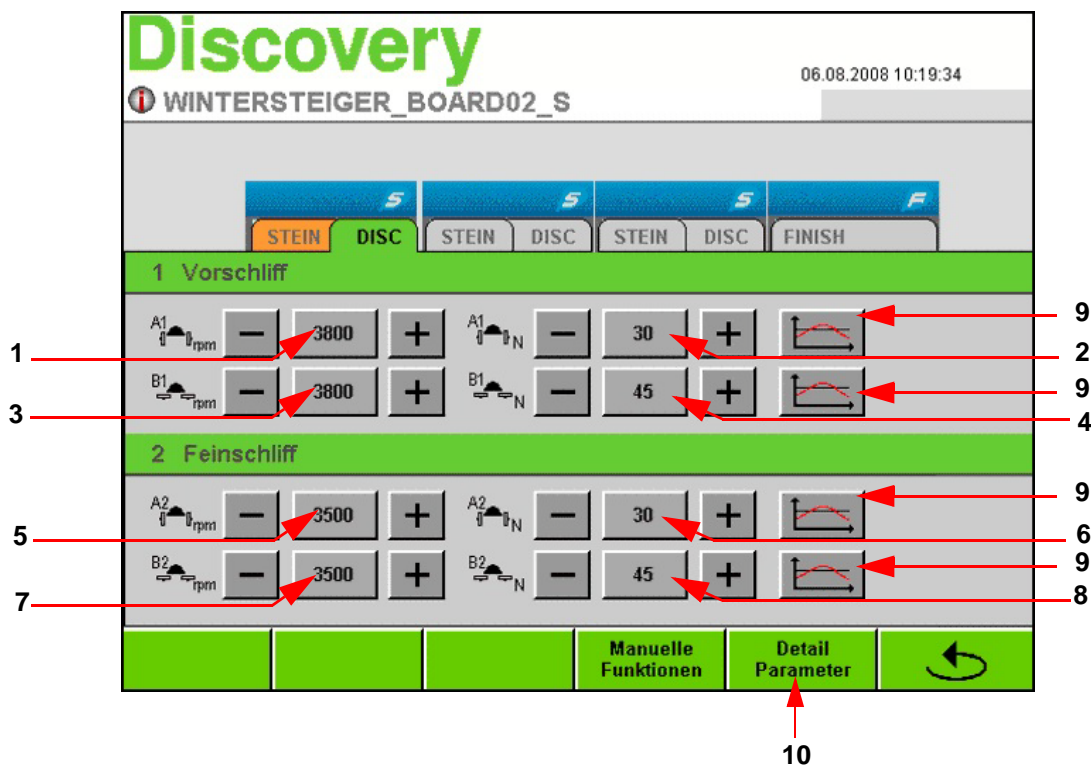 Discovery
06.08.2008 10:19:34
WINTERSTEIGER_BOARD02_S
S S S F
STEIN DISC STEIN DISC STEIN DISC FINISH
1 Vorschliff
A1 rpm − 3800 + A1 N − 30 + 9
1 2
B1 rpm − 3800 + B1 N − 45 + 9
3 4
2 Feinschliff
A2 rpm − 3500 + A2 N − 30 + 9
5 6
B2 rpm − 3500 + B2 N − 45 + 9
7 8
Manuelle Funktionen Detail Parameter
10